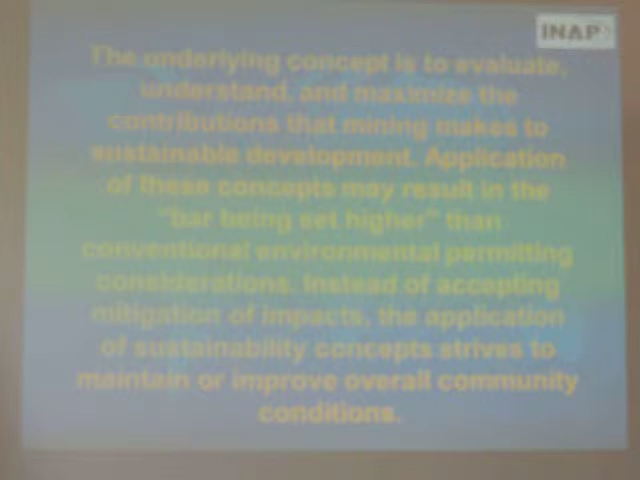 INAP
The underlying concept is to evaluate,
understand, and maximize the
contributions that mining makes to
sustainable development. Application
of these concepts may result in the
"bar being set higher" than
conventional environmental permitting
considerations. Instead of accepting
mitigation of impacts, the application
of sustainability concepts strives to
maintain or improve overall community
conditions.